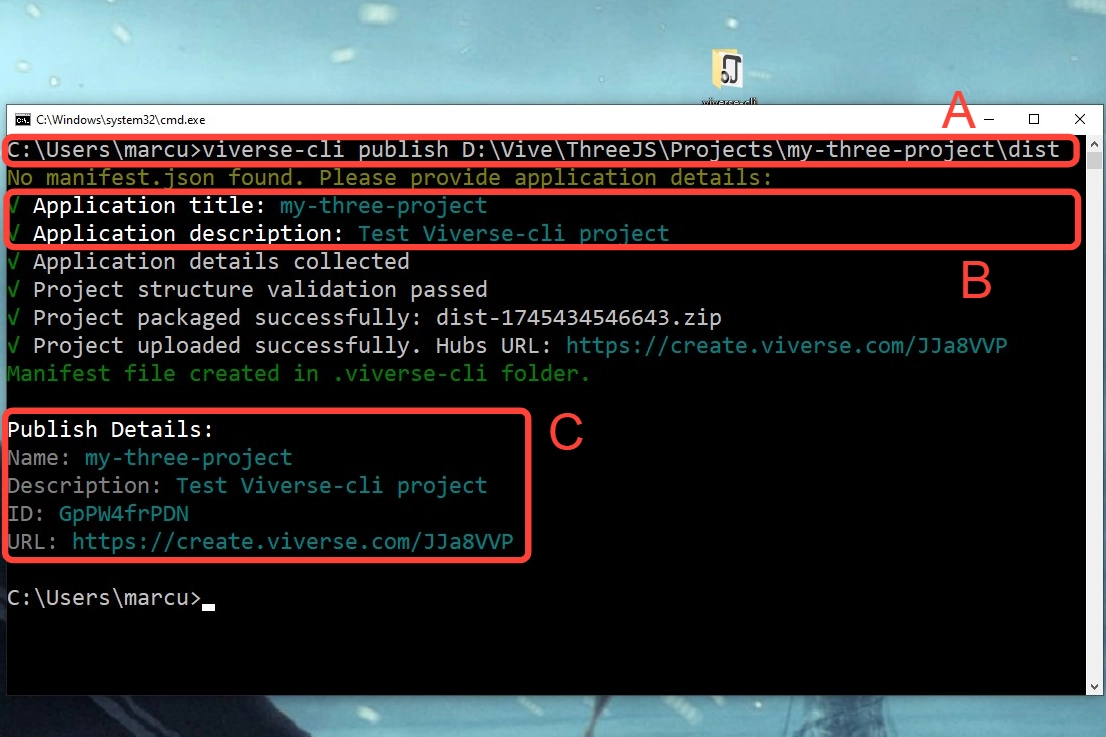 viverse-cli
A
C:\Windows\system32\cmd.exe
C:\Users\marcu>viverse-cli publish D:\Vive\ThreeJS\Projects\my-three-project\dist
No manifest.json found. Please provide application details:
√ Application title: my-three-project
√ Application description: Test Viverse-cli project
√ Application details collected
B
√ Project structure validation passed
√ Project packaged successfully: dist-1745434546643.zip
√ Project uploaded successfully. Hubs URL: https://create.viverse.com/JJa8VVP
Manifest file created in .viverse-cli folder.
C
Publish Details:
Name: my-three-project
Description: Test Viverse-cli project
ID: GpPW4frPDN
URL: https://create.viverse.com/JJa8VVP
C:\Users\marcu>